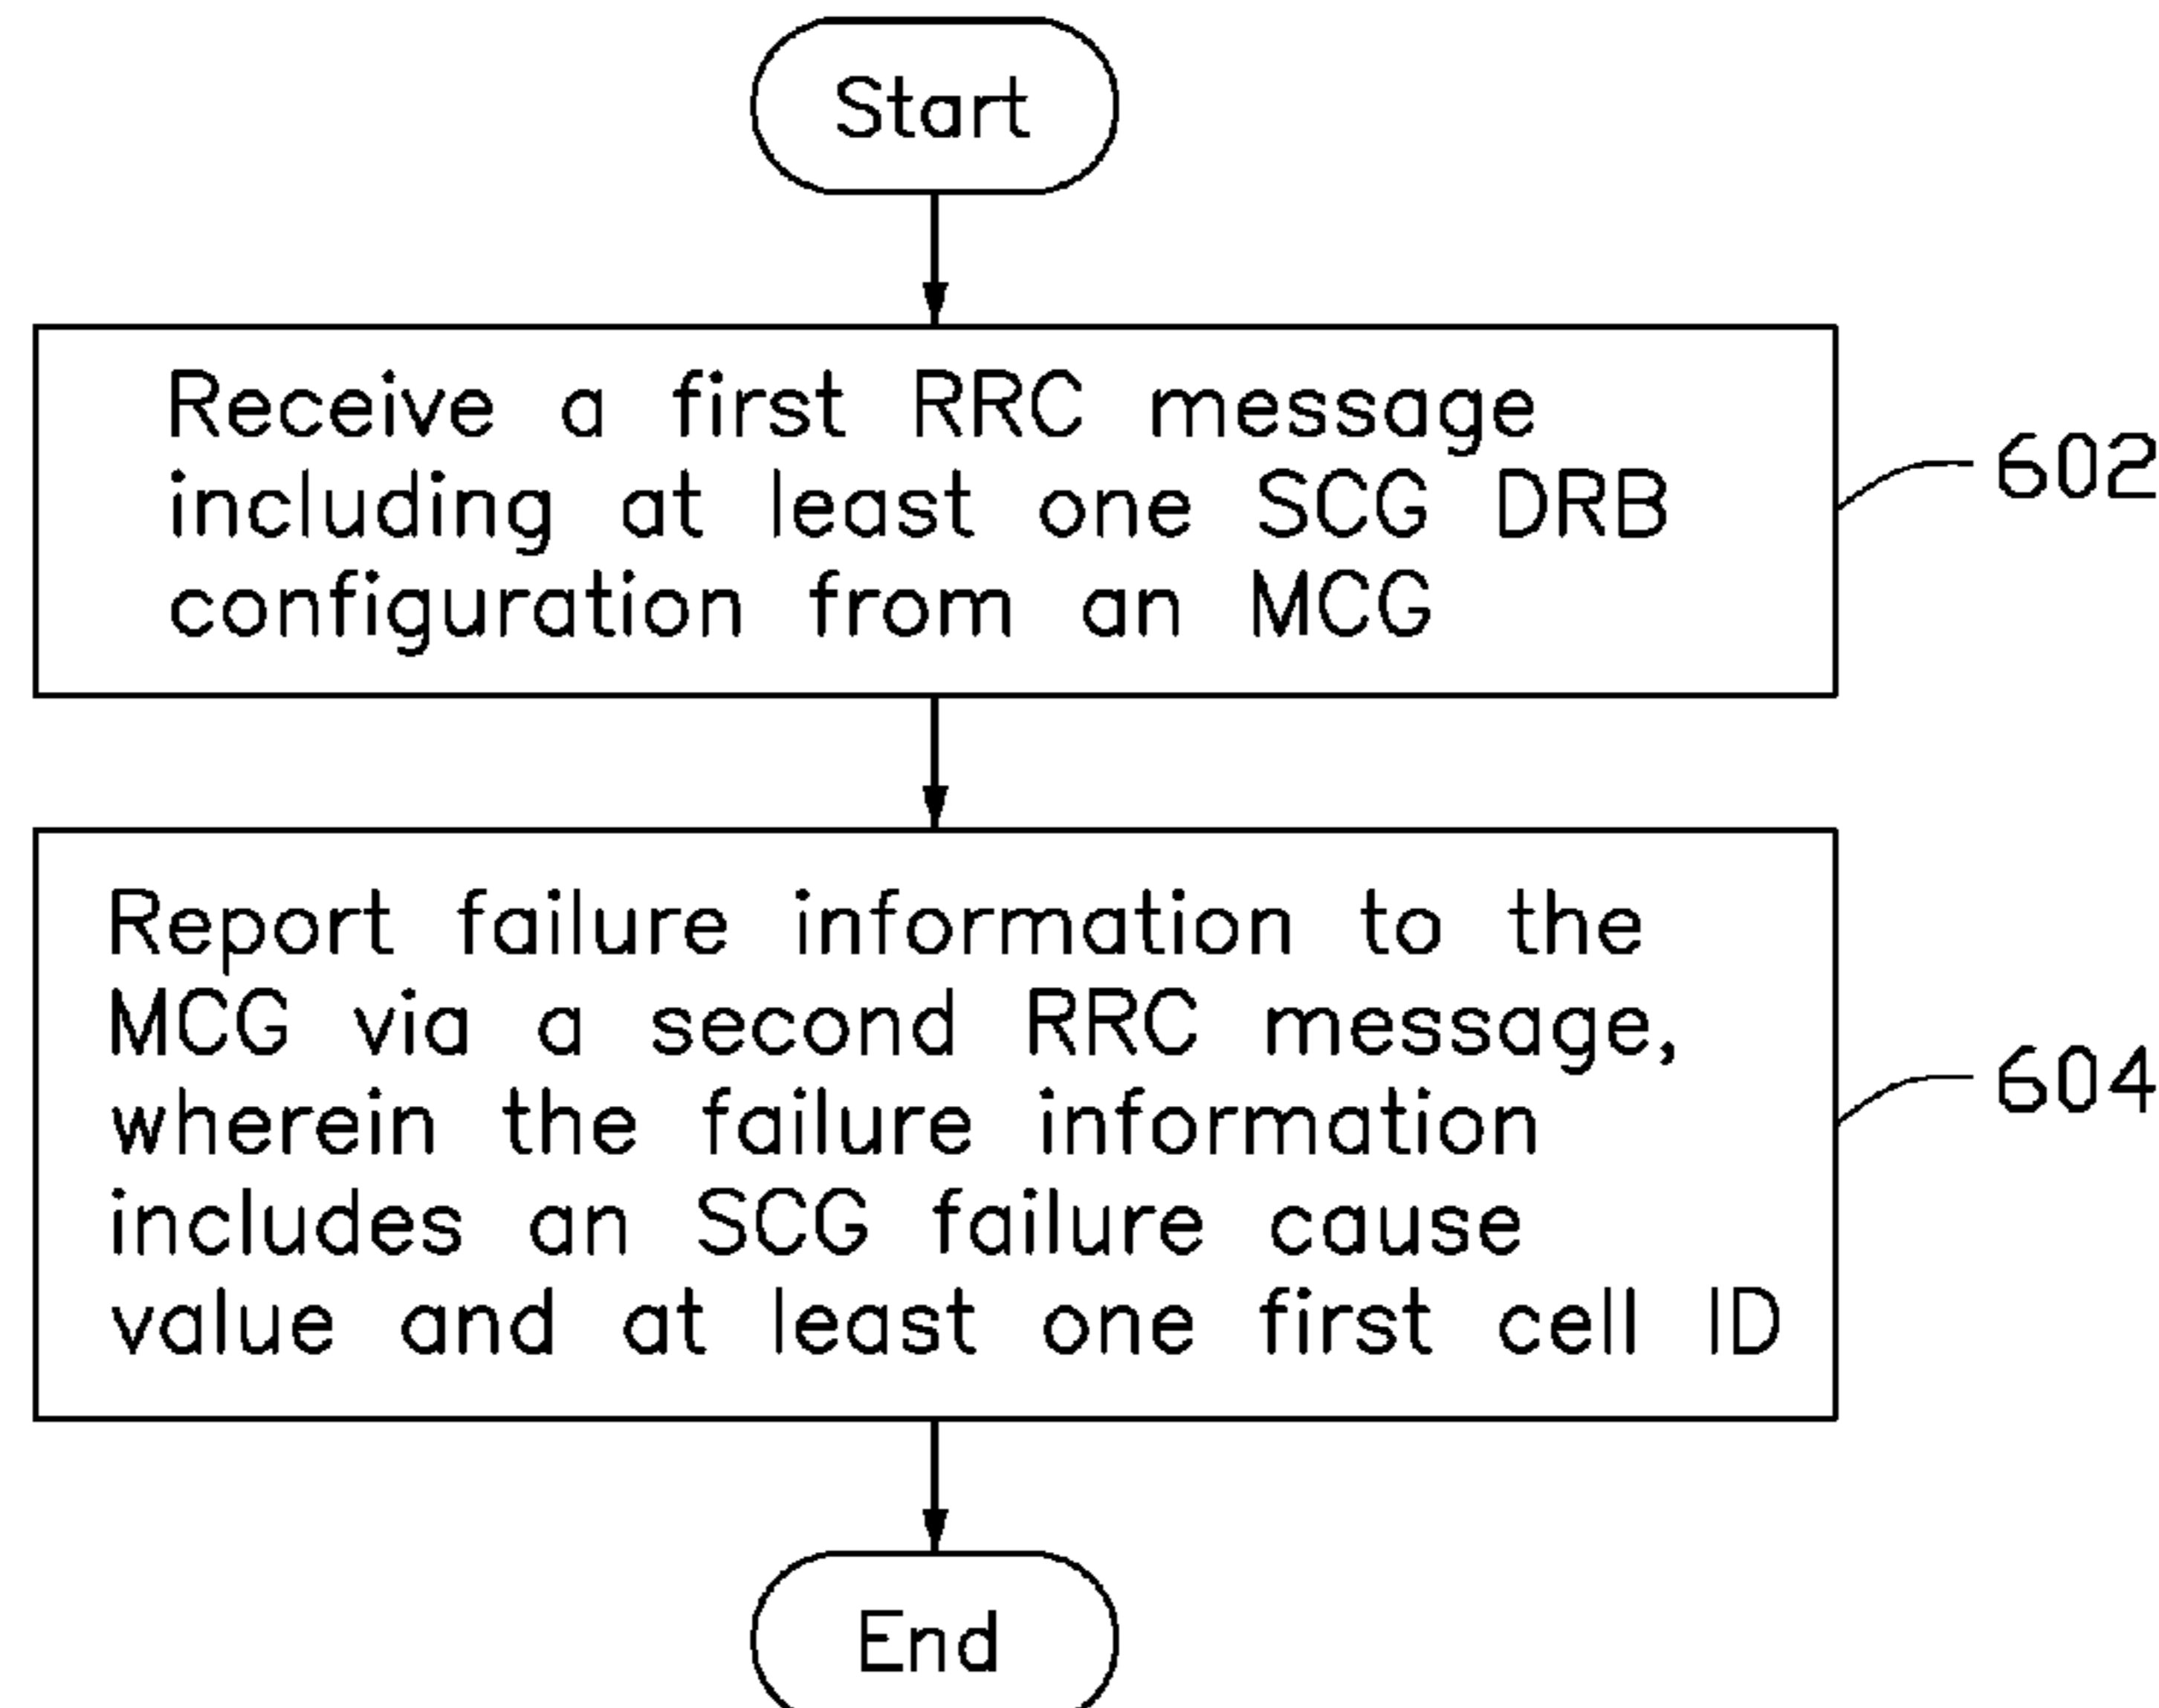 Start
Receive a first RRC message
including at least one SCG DRB
configuration from an MCG
602
Report failure information to the
MCG via a second RRC message,
wherein the failure information
includes an SCG failure cause
value and at least one first cell ID
604
End